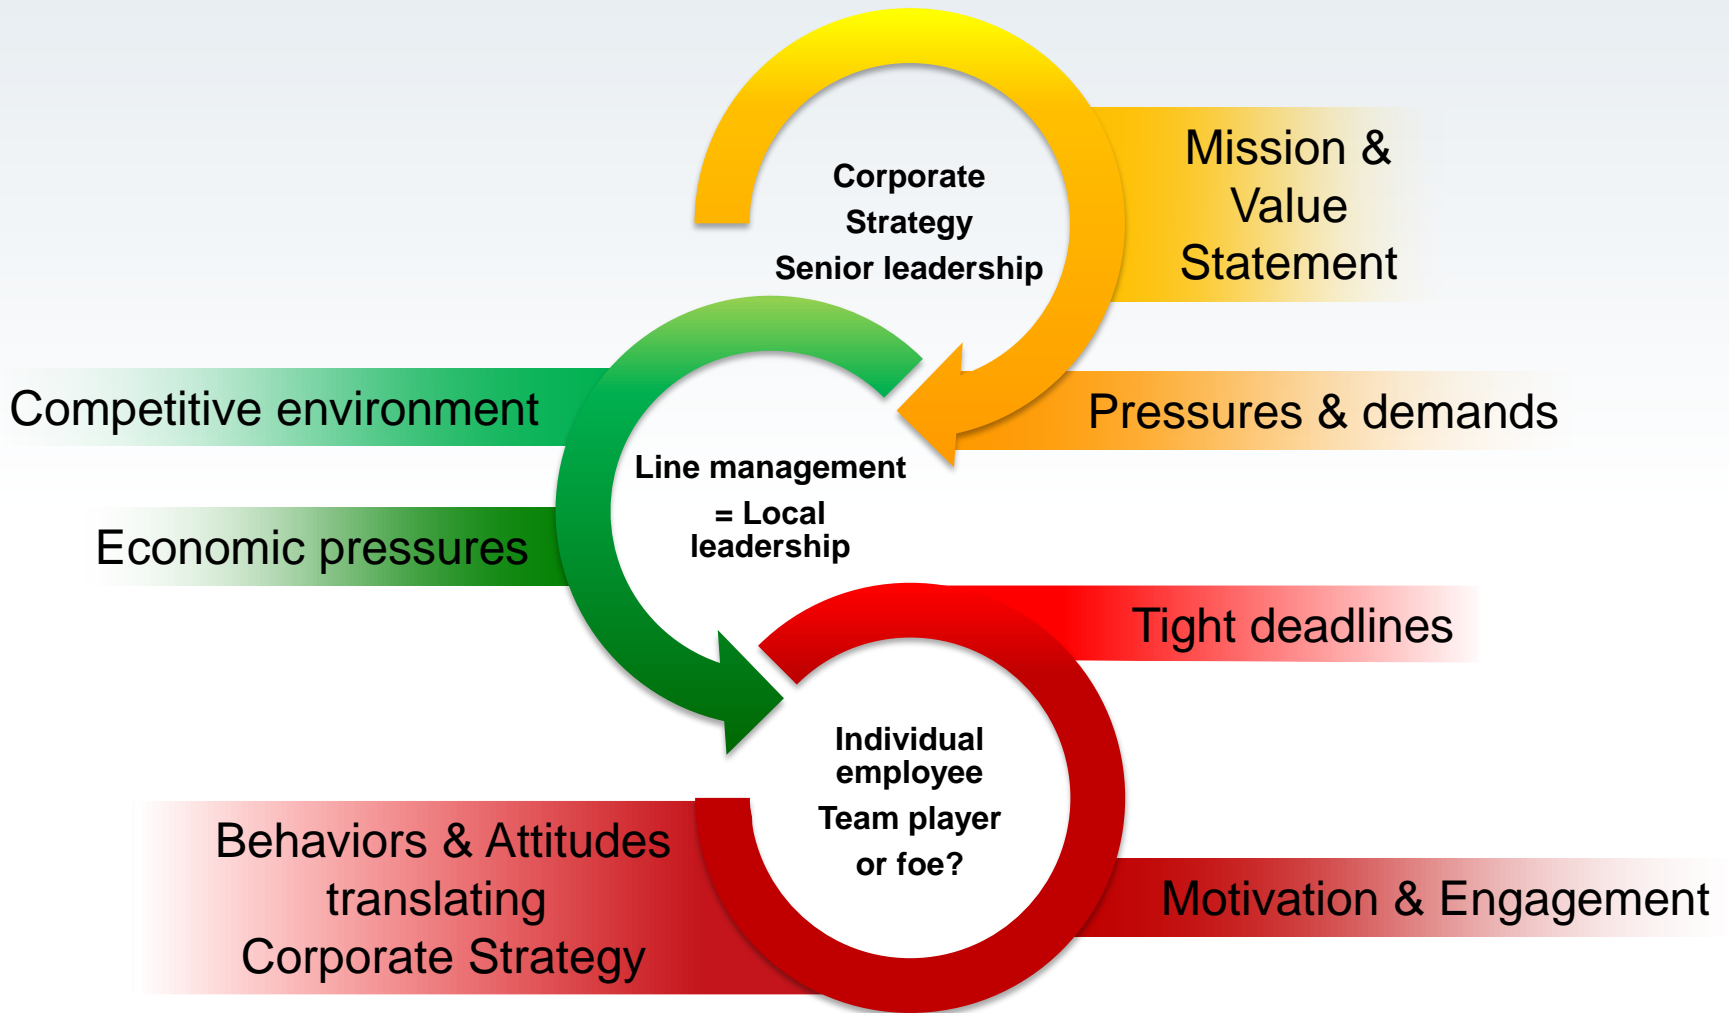 Corporate
Strategy
Senior leadership
Mission &
Value
Statement
Competitive environment
Pressures & demands
Line management
= Local
leadership
Economic pressures
Tight deadlines
Individual
employee
Team player
or foe?
Behaviors & Attitudes
translating
Corporate Strategy
Motivation & Engagement